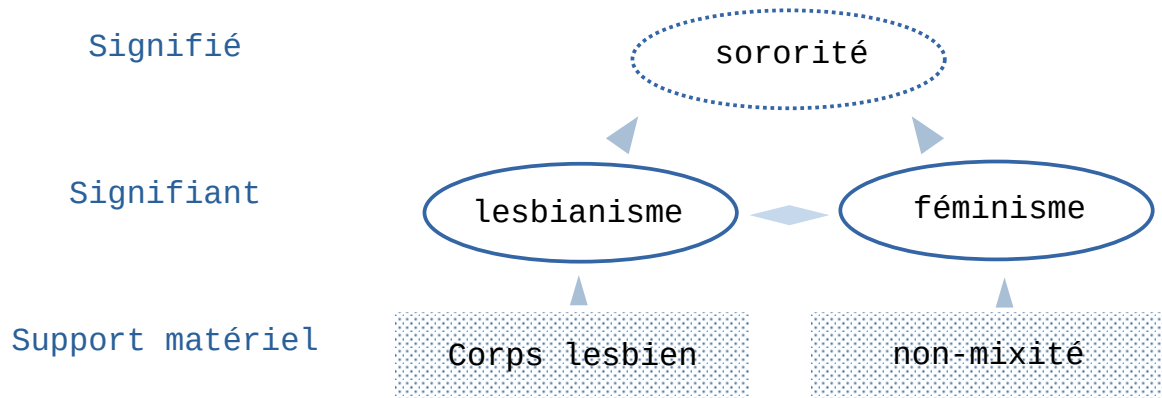 Signifié
sororité
Signifiant
lesbianisme
féminisme
Support matériel
Corps lesbien
non-mixité